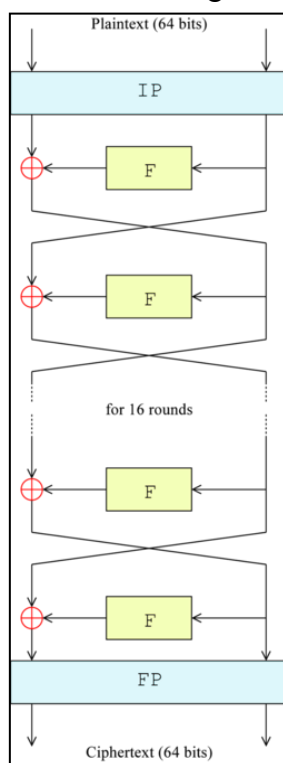 Plaintext (64 bits)
IP
F
F
for 16 rounds
F
F
FP
Ciphertext (64 bits)